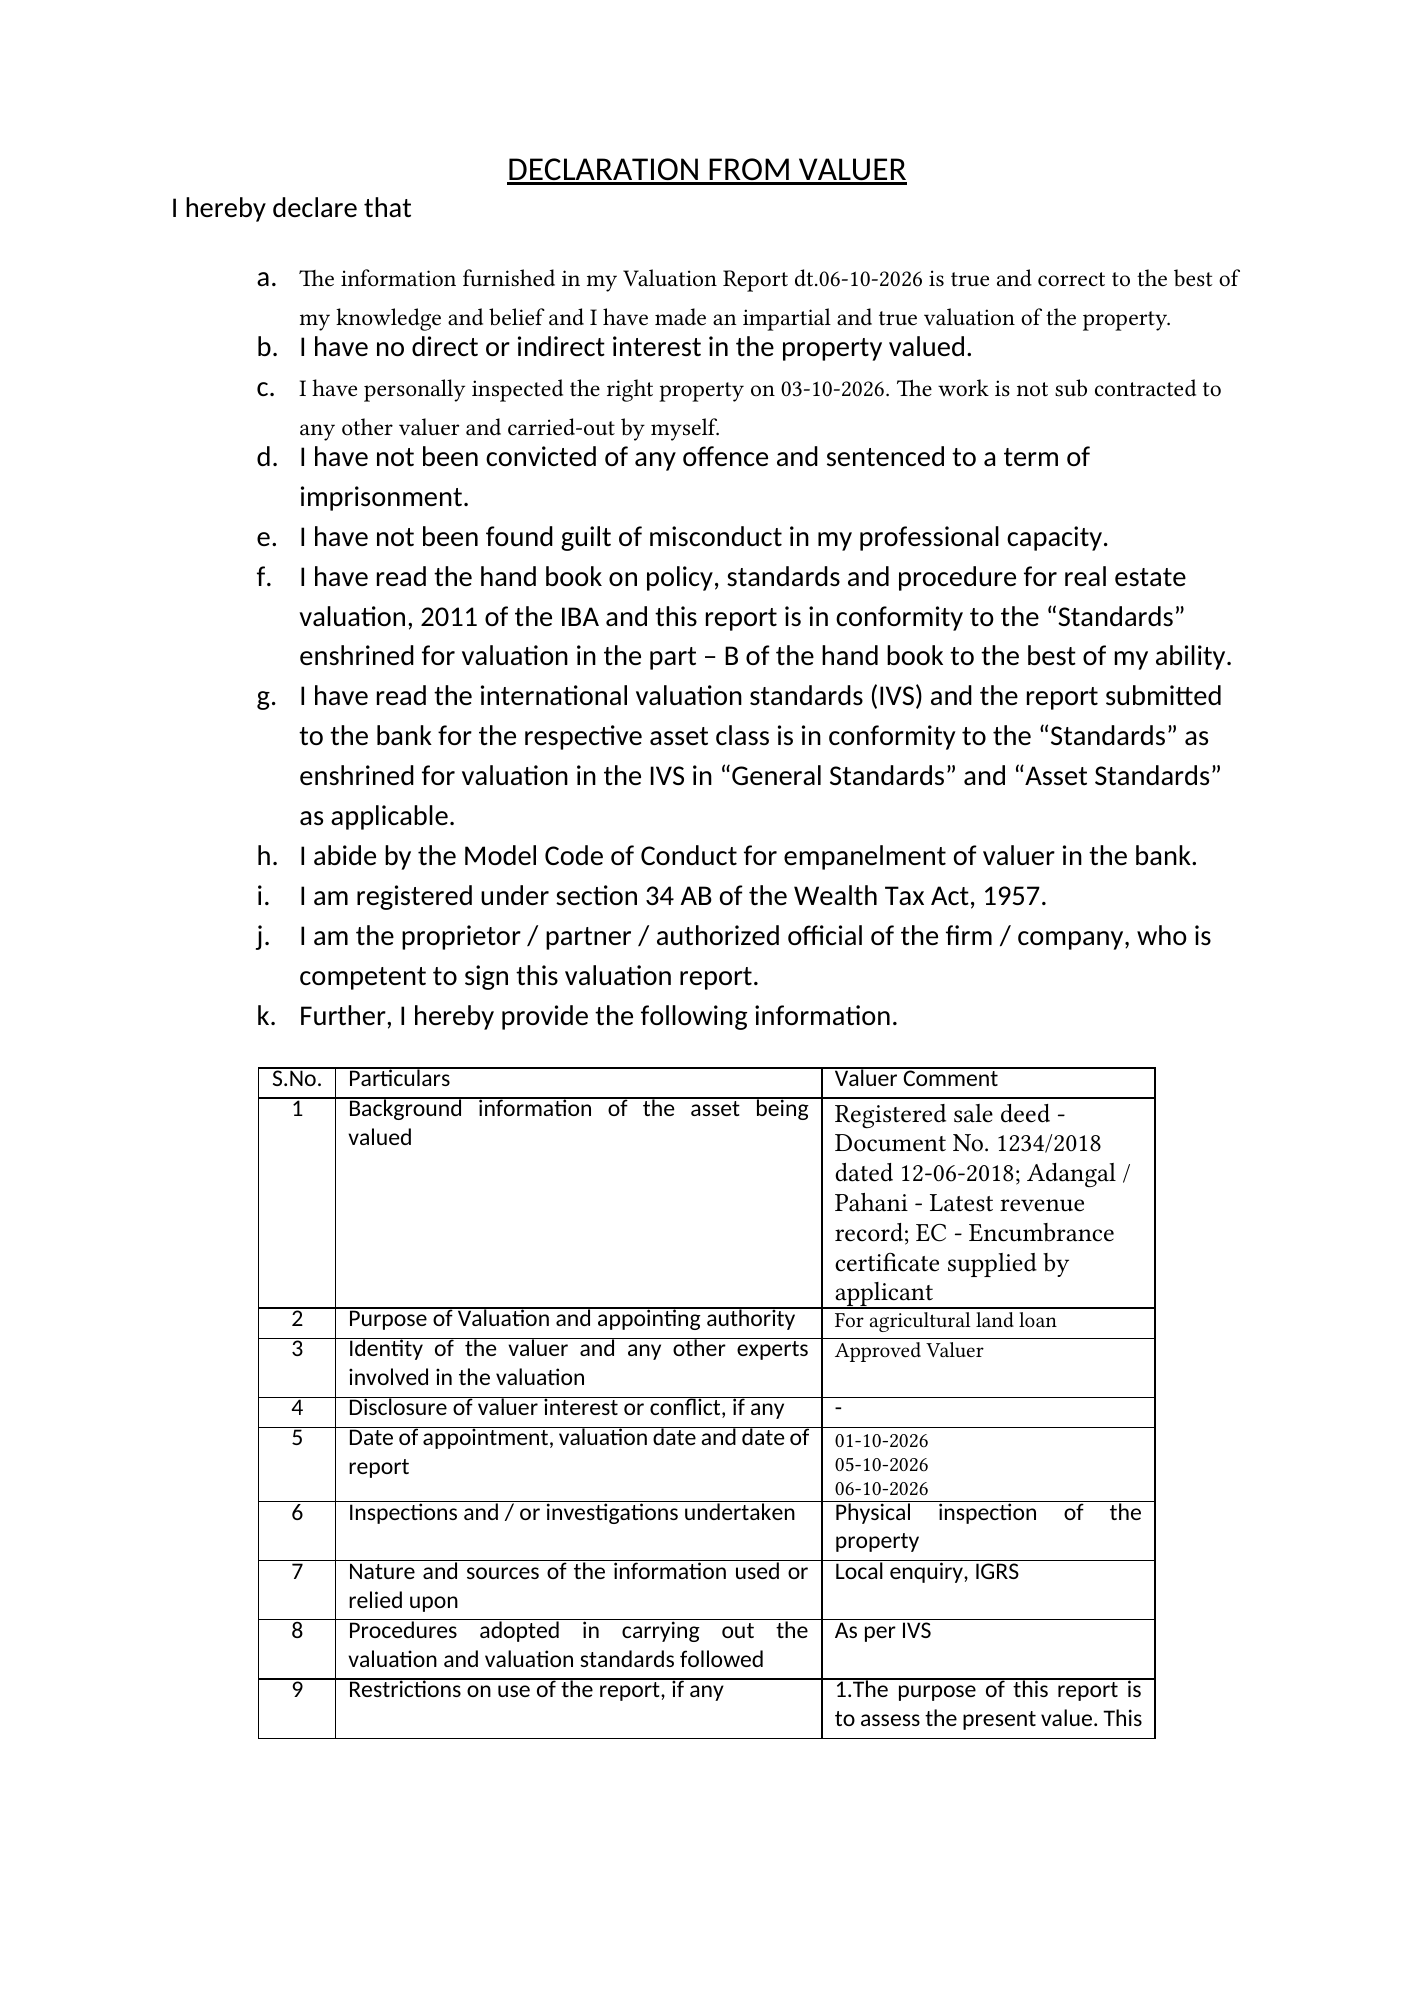 DECLARATION FROM VALUER
I hereby declare that
a. The information furnished in my Valuation Report dt.06-10-2026 is true and correct to the best of
my knowledge and belief and I have made an impartial and true valuation of the property.
b. I have no direct or indirect interest in the property valued.
c. I have personally inspected the right property on 03-10-2026. The work is not sub contracted to
any other valuer and carried-out by myself.
d. I have not been convicted of any offence and sentenced to a term of
imprisonment.
e. I have not been found guilt of misconduct in my professional capacity.
f. I have read the hand book on policy, standards and procedure for real estate
valuation, 2011 of the IBA and this report is in conformity to the “Standards”
enshrined for valuation in the part – B of the hand book to the best of my ability.
g. I have read the international valuation standards (IVS) and the report submitted
to the bank for the respective asset class is in conformity to the “Standards” as
enshrined for valuation in the IVS in “General Standards” and “Asset Standards”
as applicable.
h. I abide by the Model Code of Conduct for empanelment of valuer in the bank.
i. I am registered under section 34 AB of the Wealth Tax Act, 1957.
j. I am the proprietor / partner / authorized official of the firm / company, who is
competent to sign this valuation report.
k. Further, I hereby provide the following information.
S.No. Particulars Valuer Comment
1 Background information of the asset being
valued
Registered sale deed -
Document No. 1234/2018
dated 12-06-2018; Adangal /
Pahani - Latest revenue
record; EC - Encumbrance
certificate supplied by
applicant
2 Purpose of Valuation and appointing authority For agricultural land loan
3 Identity of the valuer and any other experts
involved in the valuation
Approved Valuer
4 Disclosure of valuer interest or conflict, if any -
5 Date of appointment, valuation date and date of
report
01-10-2026
05-10-2026
06-10-2026
6 Inspections and / or investigations undertaken Physical inspection of the
property
7 Nature and sources of the information used or
relied upon
Local enquiry, IGRS
8 Procedures adopted in carrying out the
valuation and valuation standards followed
As per IVS
9 Restrictions on use of the report, if any 1.The purpose of this report is
to assess the present value. This